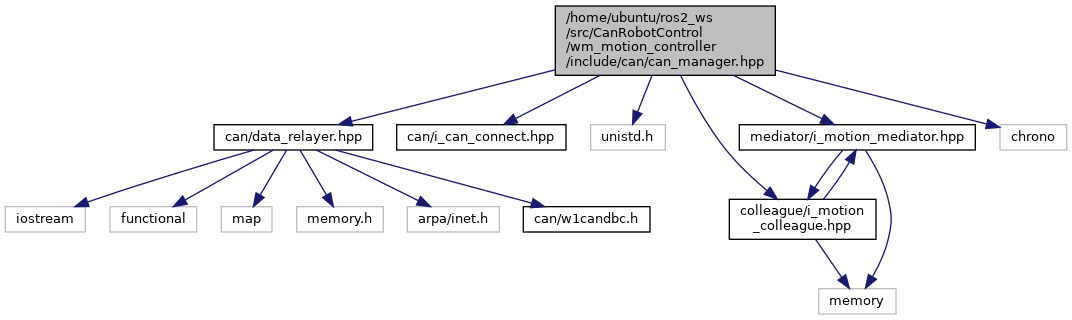 /home/ubuntu/ros2_ws
/src/CanRobotControl
/wm_motion_controller
/include/can/can_manager.hpp
can/data_relayer.hpp
can/i_can_connect.hpp
unistd.h
mediator/i_motion_mediator.hpp
chrono
iostream
functional
map
memory.h
arpa/inet.h
can/w1candbc.h
colleague/i_motion
_colleague.hpp
memory